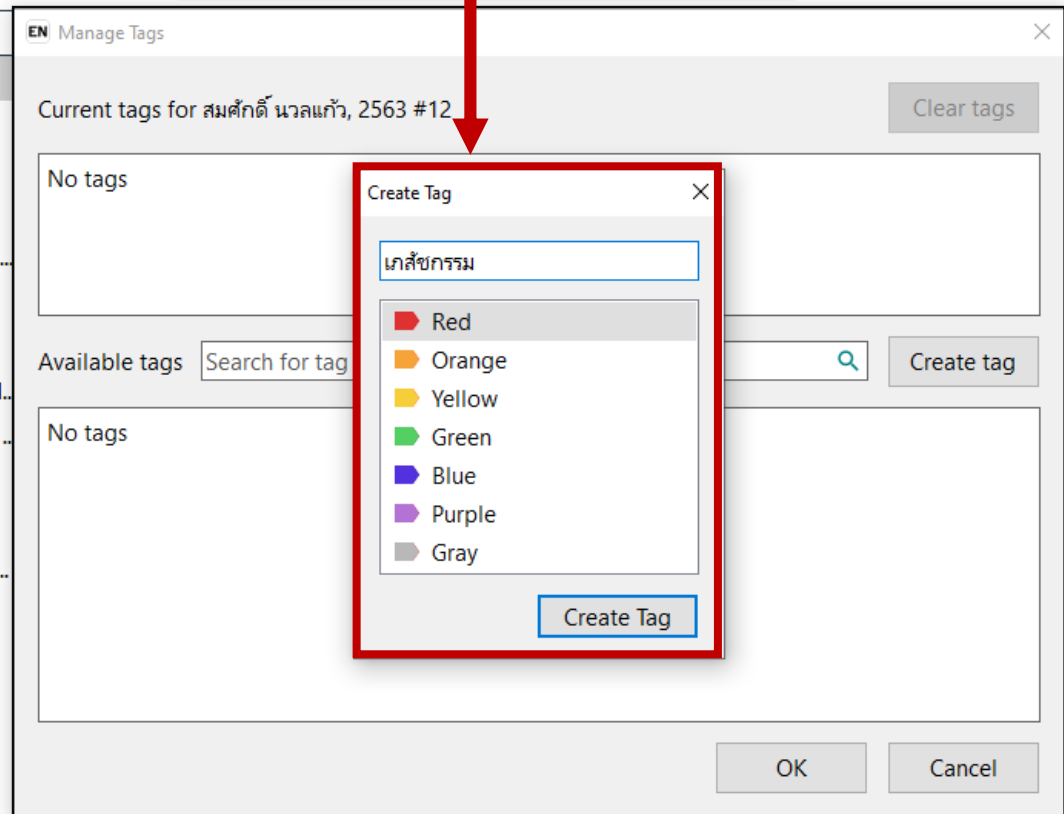 EN Manage Tags
Current tags for สมศักดิ์ นวลแก้ว, 2563 #12
Clear tags
No tags
Create Tag
เภสัชกรรม
Red
Orange
Yellow
Green
Blue
Purple
Gray
Create Tag
Available tags
Search for tag
Create tag
No tags
OK
Cancel